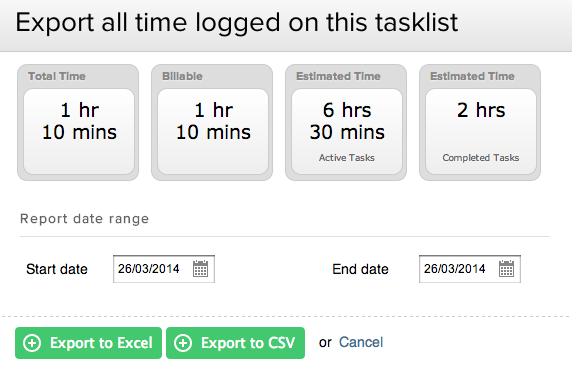 Export all time logged on this tasklist
Total Time Billable Estimated Time Estimated Time
1 hr 1 hr 6 hrs 2 hrs
10 mins 10 mins 30 mins
Active Tasks Completed Tasks
Report date range
Start date 26/03/2014 End date 26/03/2014
Export to Excel Export to CSV or Cancel